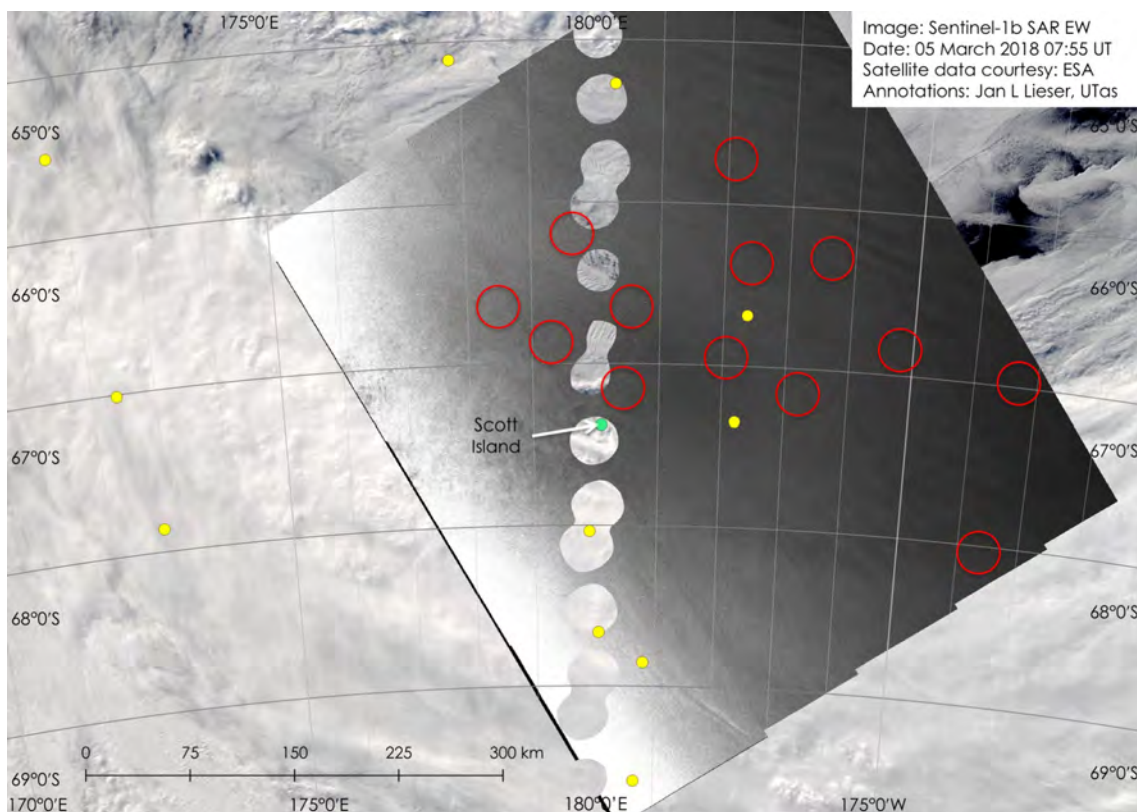 175°0'E
180°0'E
Image: Sentinel-1b SAR EW
Date: 05 March 2018 07:55 UT
Satellite data courtesy: ESA
Annotations: Jan L Lieser, UTas
65°0'S
65°0'S
66°0'S
66°0'S
Scott
Island
67°0'S
67°0'S
68°0'S
68°0'S
0 75 150 225 300 km
69°0'S
69°0'S
170°0'E
175°0'E
180°0'E
175°0'W